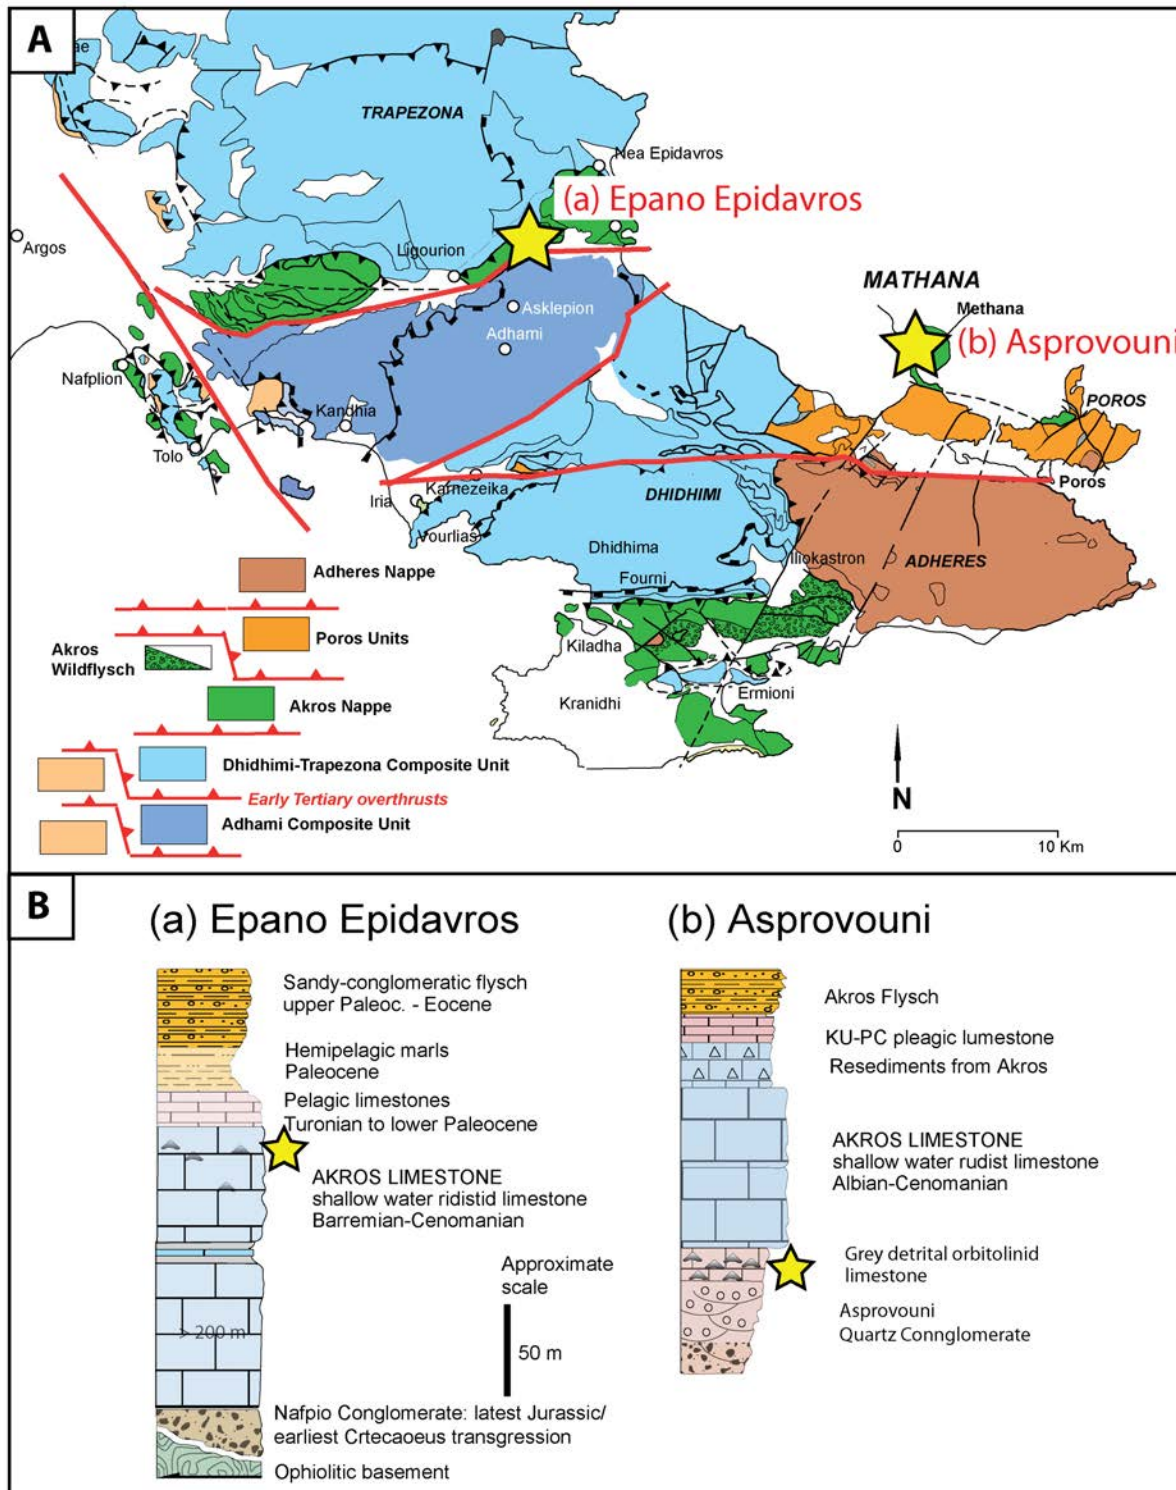 A
ae
TRAPEZONA
Nea Epidavros
(a) Epano Epidavros
Argos
Ligourion
MATHANA
Methana
Asklepion
(b) Asprovouni
Adhami
Nafplion
Kandhia
POROS
Tolo
Karnezeika
Iria
DHIDHIMI
Poros
Vourlias
Dhidhima
Iliokastron
ADHERES
Fourni
Adheres Nappe
Akros
Wildflysch
Poros Units
Kiladha
Akros Nappe
Kranidhi
Ermioni
Dhidhimi-Trapezona Composite Unit
Early Tertiary overthrusts
Adhami Composite Unit
N
0 10 Km
B
(a) Epano Epidavros
Sandy-conglomeratic flysch
upper Paleoc. - Eocene
Hemipelagic marls
Paleocene
Pelagic limestones
Turonian to lower Paleocene
AKROS LIMESTONE
shallow water ridistid limestone
Barremian-Cenomanian
> 200 m
Approximate
scale
50 m
Nafpio Conglomerate: latest Jurassic/
earliest Crtecaoeus transgression
Ophiolitic basement
(b) Asprovouni
Akros Flysch
KU-PC pleagic lumestone
Resediments from Akros
AKROS LIMESTONE
shallow water rudist limestone
Albian-Cenomanian
Grey detrital orbitolinid
limestone
Asprovouni
Quartz Connglomerate